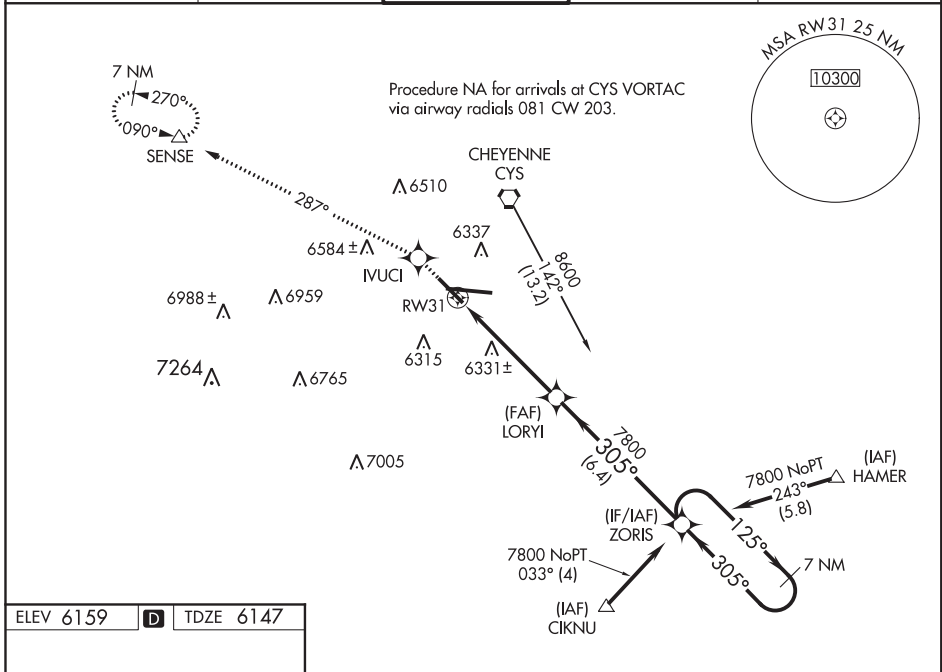 MSA RW31 25 NM
10300
7 NM
270°
090°
SENSE
Procedure NA for arrivals at CYS VORTAC
via airway radials 081 CW 203.
CHEYENNE
CYS
6510
287°
6584±
6337
IVUCI
8600
142°
(13.2)
6988±
6959
RW31
6315
6331±
7264
6765
(FAF)
LORYI
7800
305°
(6.4)
7005
7800 NoPT
243°
(5.8)
(IAF)
HAMER
(IF/IAF)
ZORIS
125°
305°
7 NM
7800 NoPT
033° (4)
(IAF)
CIKNU
ELEV 6159 D TDZE 6147